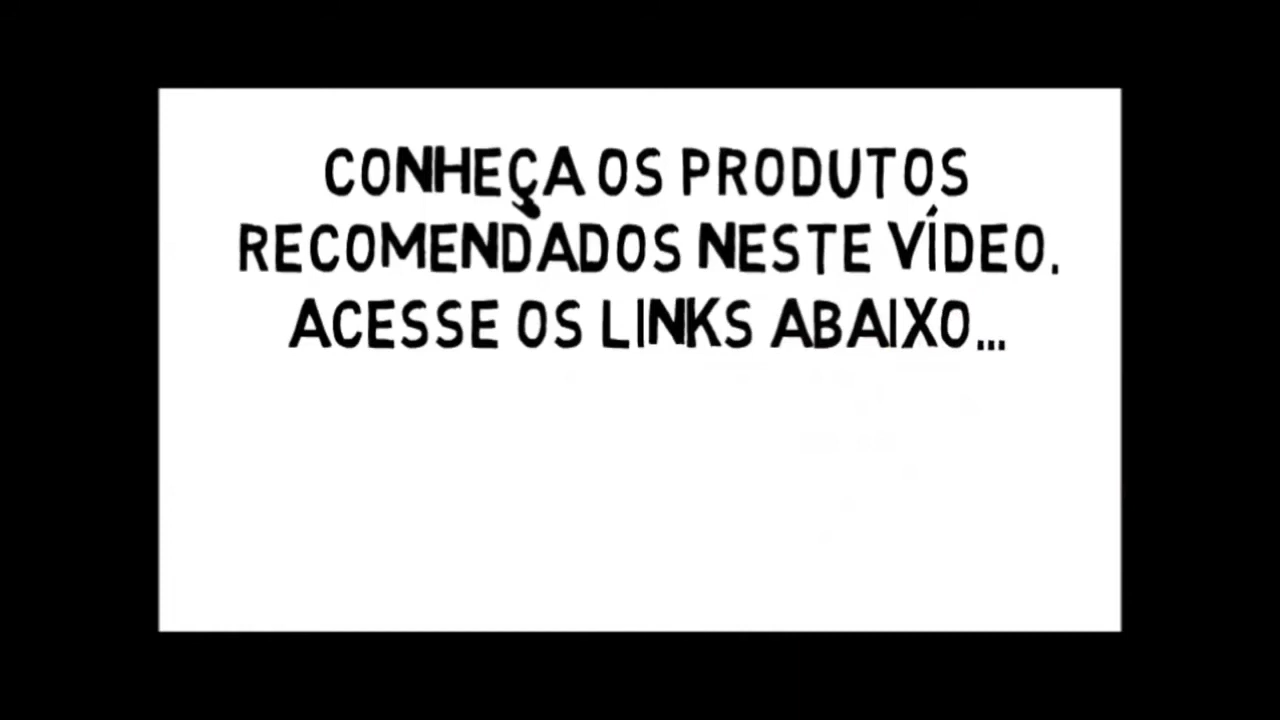 CONHEÇA OS PRODUTOS
RECOMENDADOS NESTE VÍDEO.
ACESSE OS LINKS ABAIXO...